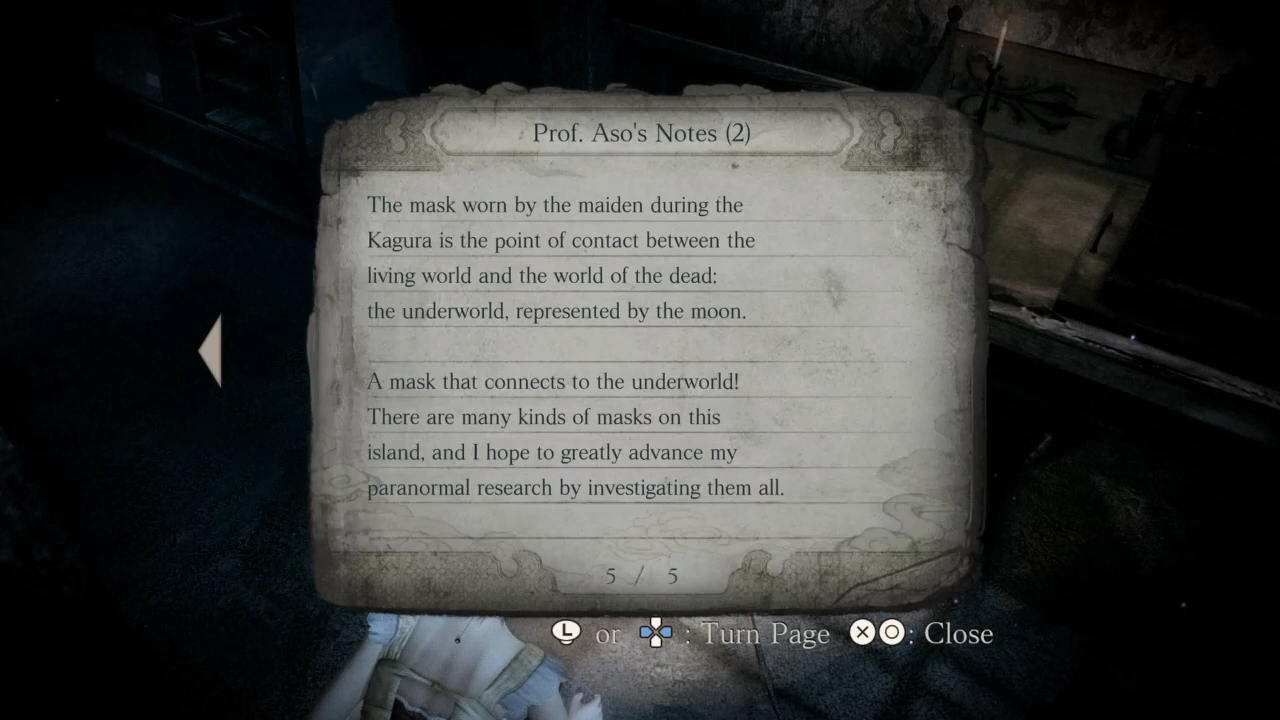 Prof. Aso's Notes (2)
The mask worn by the maiden during the
Kagura is the point of contact between the
living world and the world of the dead:
the underworld, represented by the moon.
A mask that connects to the underworld!
There are many kinds of masks on this
island, and I hope to greatly advance my
paranormal research by investigating them all.
5 / 5
L or : Turn Page : Close